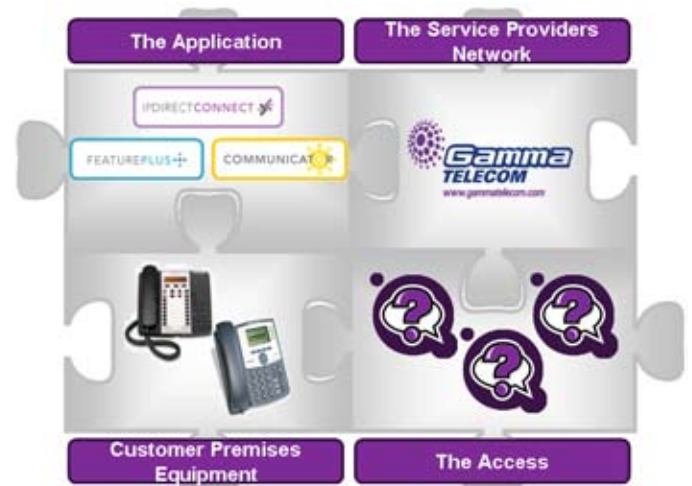 The Application
The Service Providers
Network
IPDIRECTCONNECT
FEATUREPLUS
COMMUNICATOR
Gamma
TELECOM
www.gammatelecom.com
? ? ?
Customer Premises
Equipment
The Access